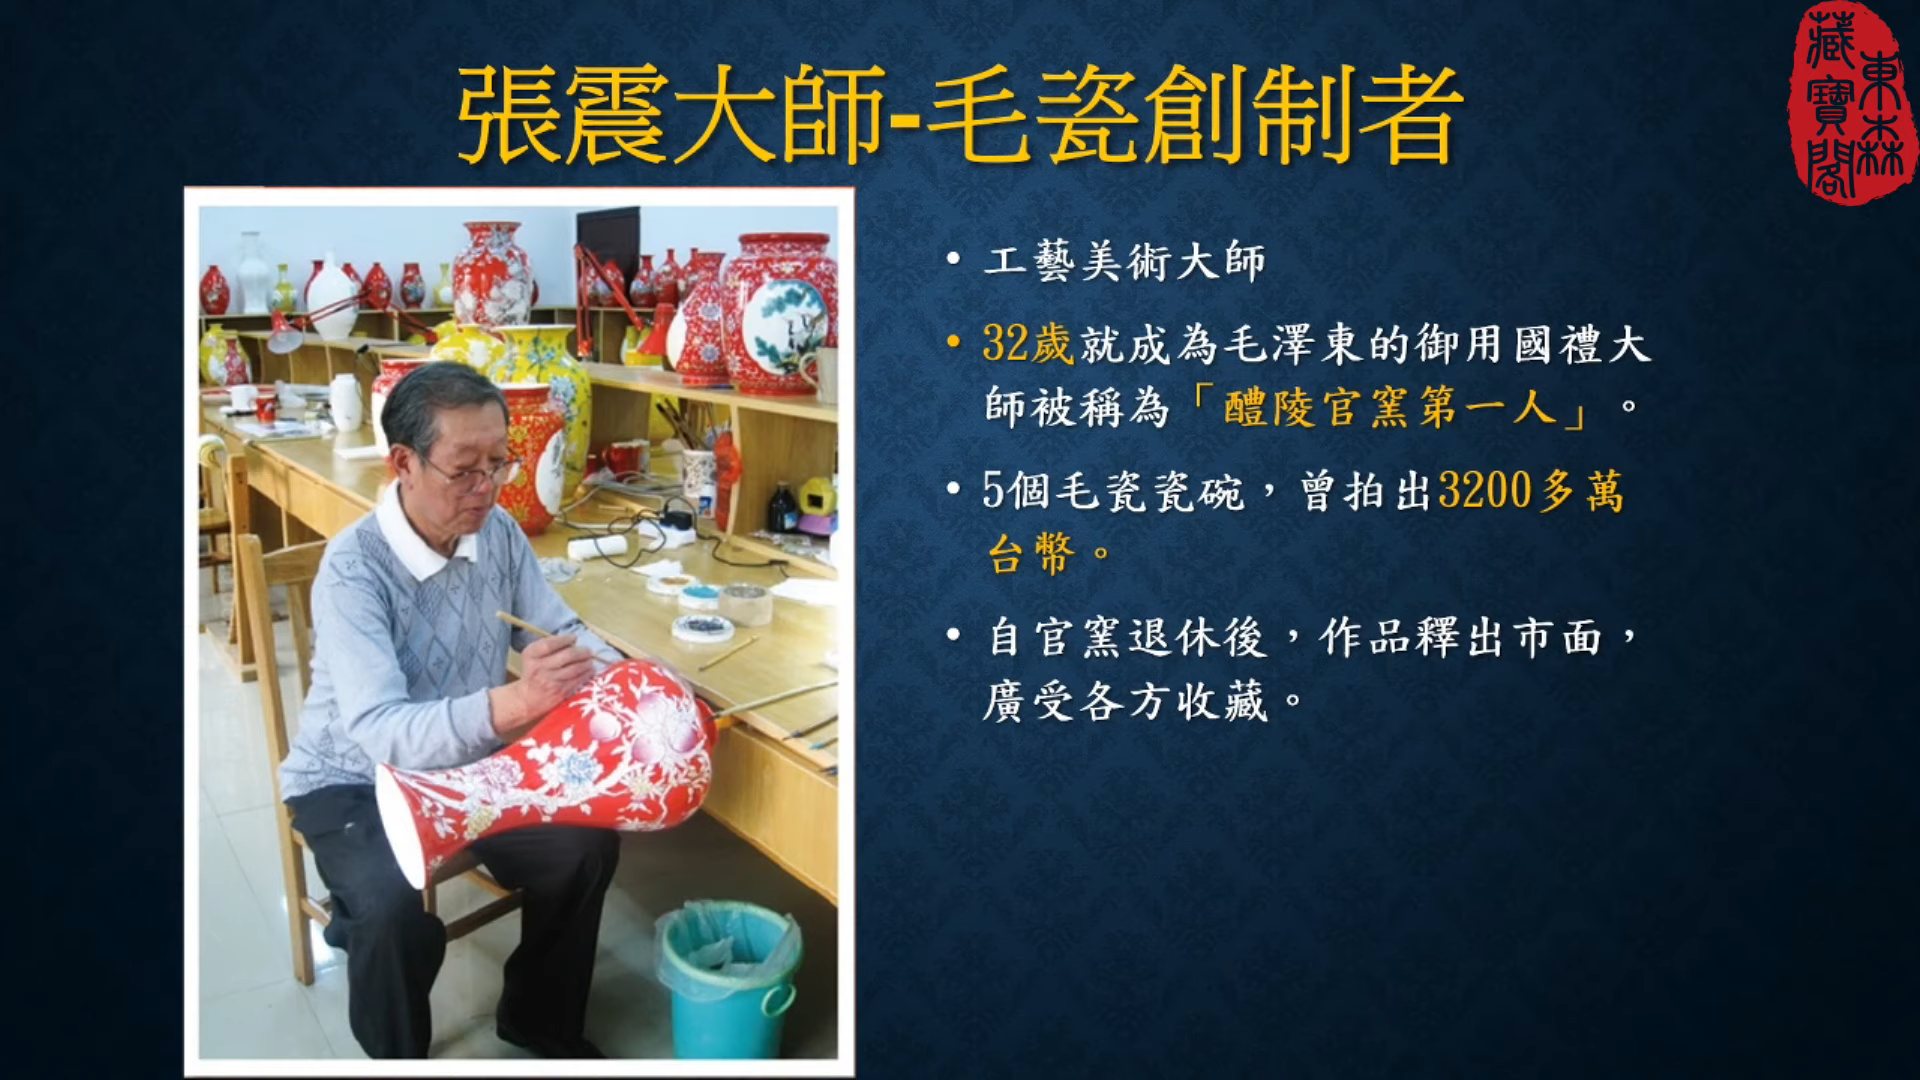 張震大師-毛瓷創制者
東森
藏寶閣
• 工藝美術大師
• 32歲就成為毛澤東的御用國禮大
師被稱為「醴陵官窯第一人」。
• 5個毛瓷瓷碗，曾拍出3200多萬
台幣。
• 自官窯退休後，作品釋出市面，
廣受各方收藏。